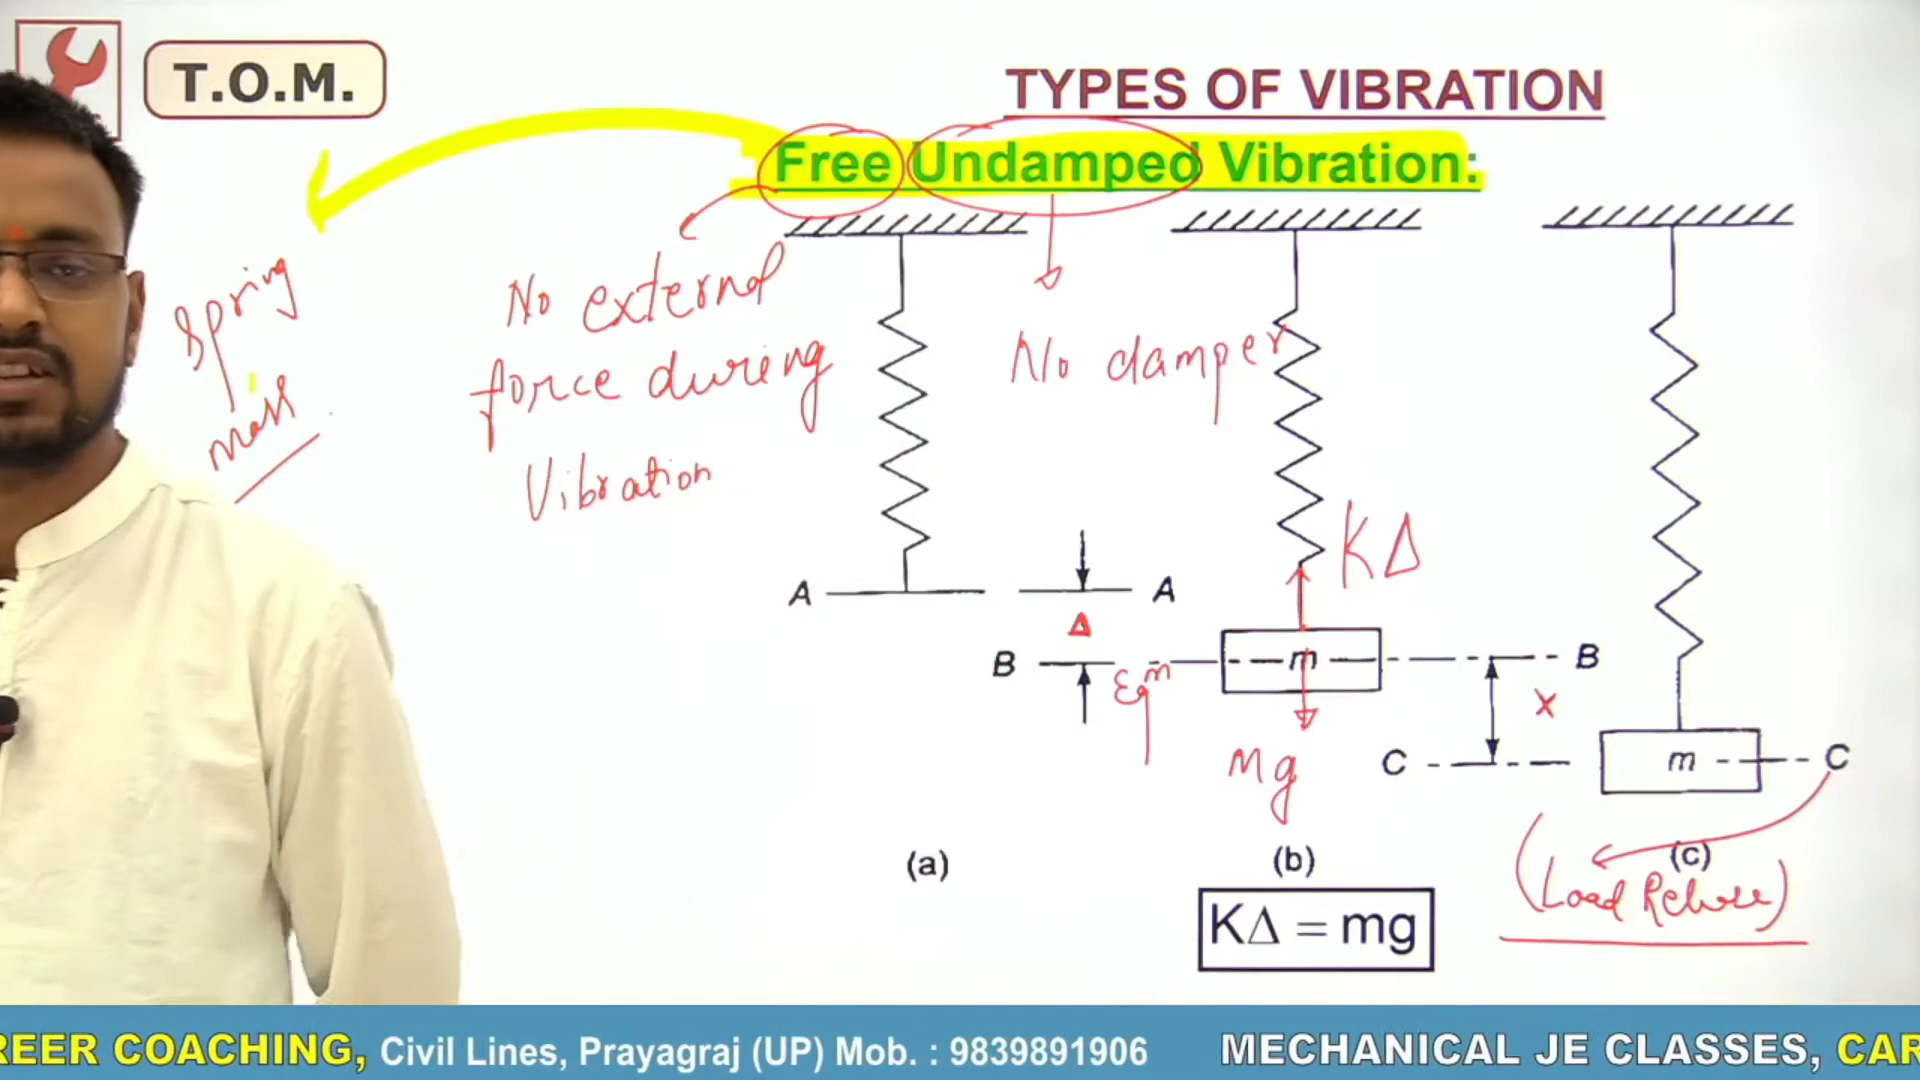 T.O.M.
TYPES OF VIBRATION
Free Undamped Vibration:
Spring
mass
No external
force during
Vibration
No damper
KΔ
A
A
Δ
B
Eqm
m
B
X
Mg
C
m
C
(a)
(b)
(c)
(Load Release)
KΔ = mg
REER COACHING, Civil Lines, Prayagraj (UP) Mob. : 9839891906 MECHANICAL JE CLASSES, CAR